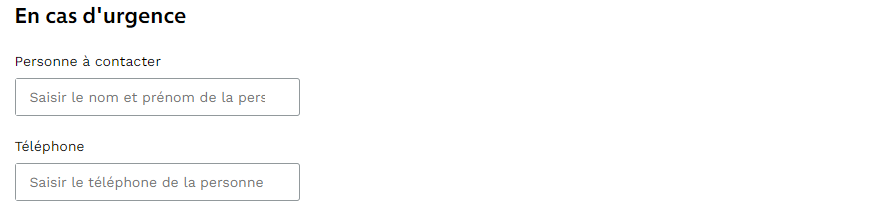 En cas d'urgence
Personne à contacter
Saisir le nom et prénom de la pers
Téléphone
Saisir le téléphone de la personne